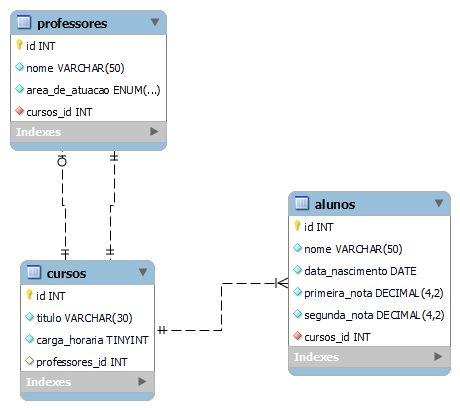 professores
id INT
nome VARCHAR(50)
area_de_atuacao ENUM(...)
cursos_id INT
Indexes
cursos
id INT
titulo VARCHAR(30)
carga_horaria TINYINT
professores_id INT
Indexes
alunos
id INT
nome VARCHAR(50)
data_nascimento DATE
primeira_nota DECIMAL(4,2)
segunda_nota DECIMAL(4,2)
cursos_id INT
Indexes